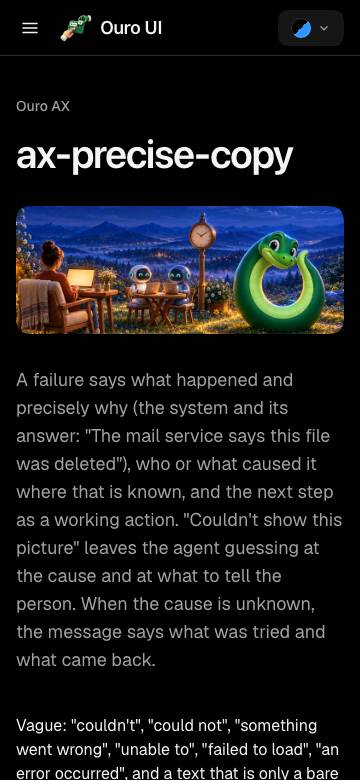 Ouro UI
Ouro AX
ax-precise-copy
A failure says what happened and
precisely why (the system and its
answer: "The mail service says this file
was deleted"), who or what caused it
where that is known, and the next step
as a working action. "Couldn't show this
picture" leaves the agent guessing at
the cause and at what to tell the
person. When the cause is unknown,
the message says what was tried and
what came back.
Vague: "couldn't", "could not", "something
went wrong", "unable to", "failed to load", "an
error occurred", and a text that is only a bare